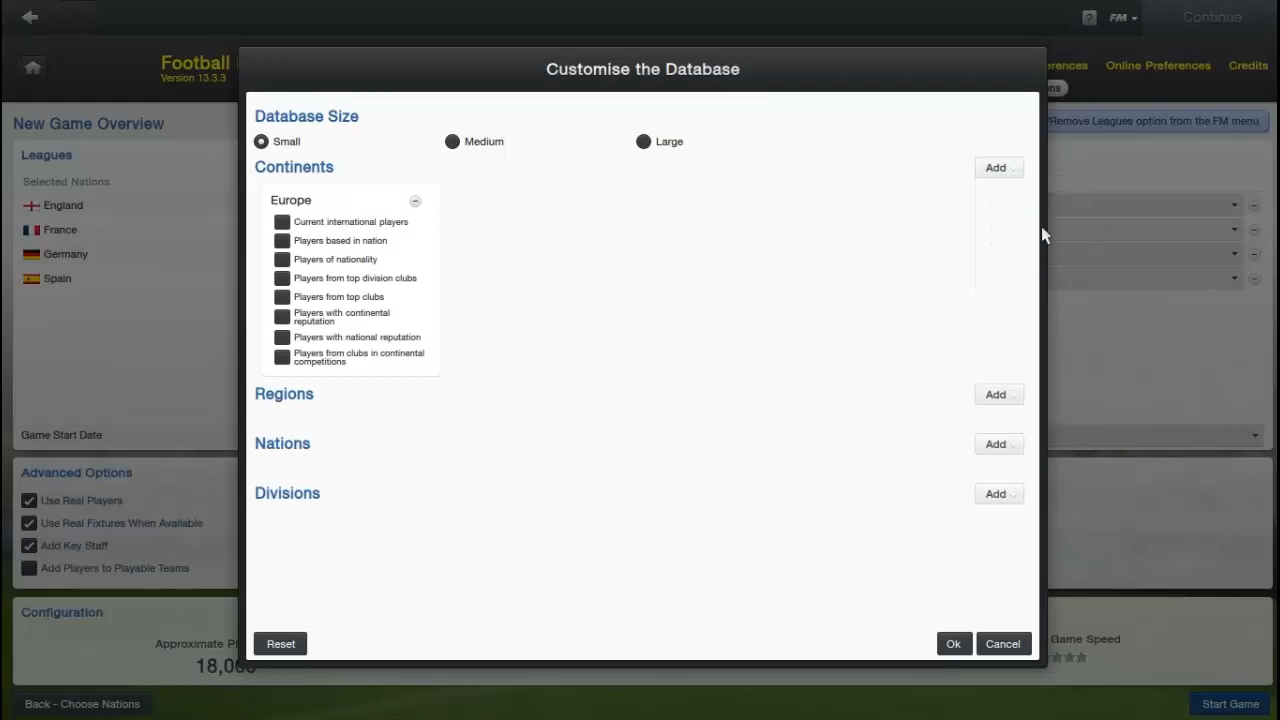 ?
FM
Continue
Football
Version 13.3.3
Online Preferences
Credits
Customise the Database
New Game Overview
Remove Leagues option from the FM menu.
Leagues
Selected Nations
England
France
Germany
Spain
Game Start Date
Database Size
Small
Medium
Large
Continents
Add
Europe
Current international players
Players based in nation
Players of nationality
Players from top division clubs
Players from top clubs
Players with continental
reputation
Players with national reputation
Players from clubs in continental
competitions
Regions
Add
Nations
Add
Divisions
Add
Advanced Options
Use Real Players
Use Real Fixtures When Available
Add Key Staff
Add Players to Playable Teams
Configuration
Approximate
Game Speed
Reset
Ok
Cancel
Back - Choose Nations
Start Game